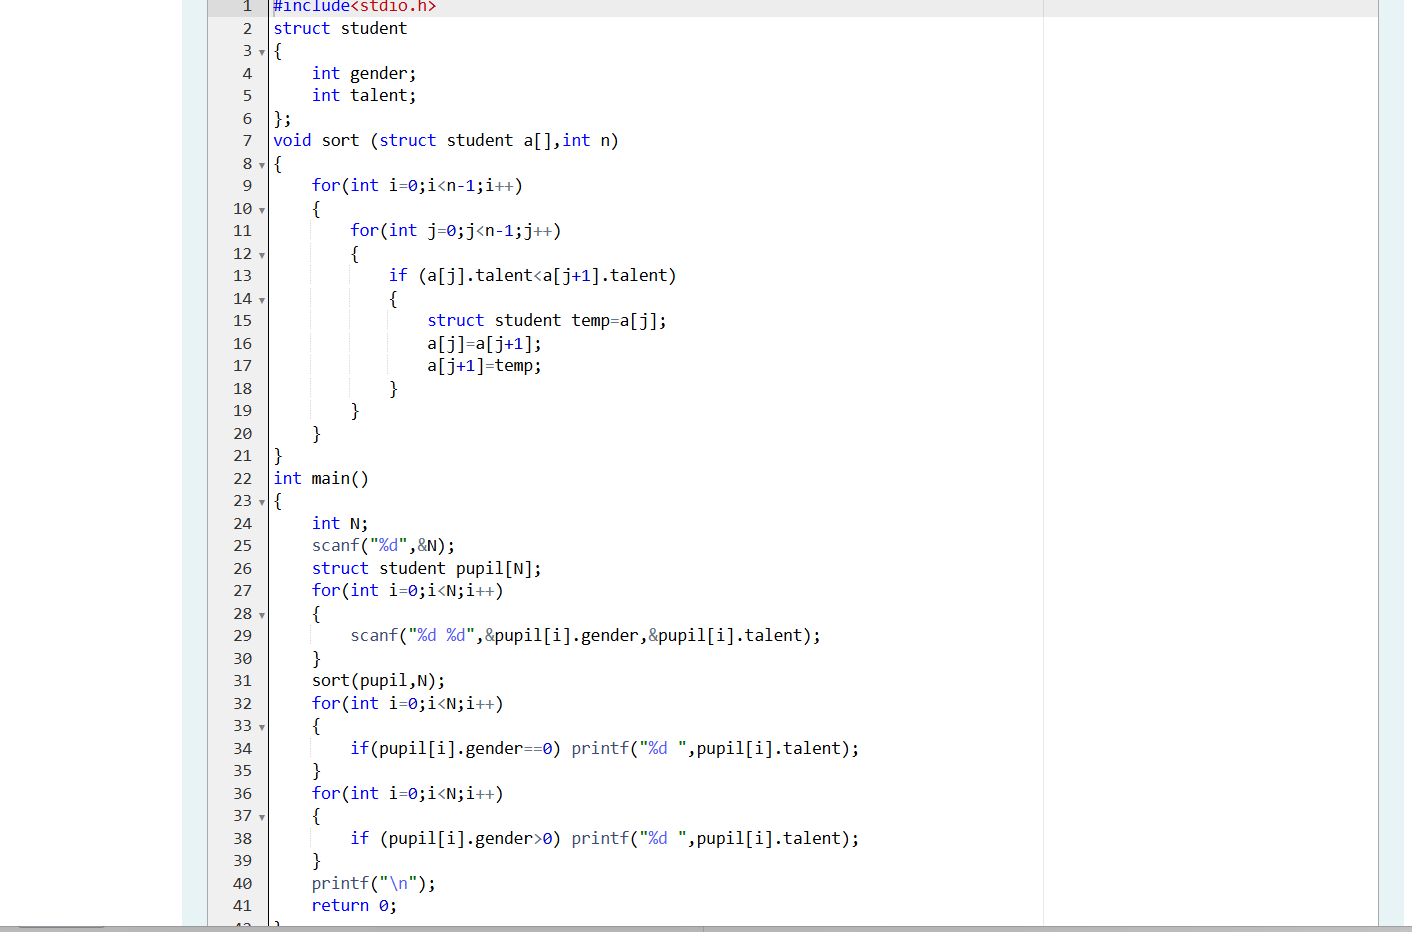 1 #include<stdio.h>
2 struct student
3 {
4     int gender;
5     int talent;
6 };
7 void sort (struct student a[],int n)
8 {
9     for(int i=0;i<n-1;i++)
10     {
11         for(int j=0;j<n-1;j++)
12         {
13             if (a[j].talent<a[j+1].talent)
14             {
15                 struct student temp=a[j];
16                 a[j]=a[j+1];
17                 a[j+1]=temp;
18             }
19         }
20     }
21 }
22 int main()
23 {
24     int N;
25     scanf("%d",&N);
26     struct student pupil[N];
27     for(int i=0;i<N;i++)
28     {
29         scanf("%d %d",&pupil[i].gender,&pupil[i].talent);
30     }
31     sort(pupil,N);
32     for(int i=0;i<N;i++)
33     {
34         if(pupil[i].gender==0) printf("%d ",pupil[i].talent);
35     }
36     for(int i=0;i<N;i++)
37     {
38         if (pupil[i].gender>0) printf("%d ",pupil[i].talent);
39     }
40     printf("\n");
41     return 0;